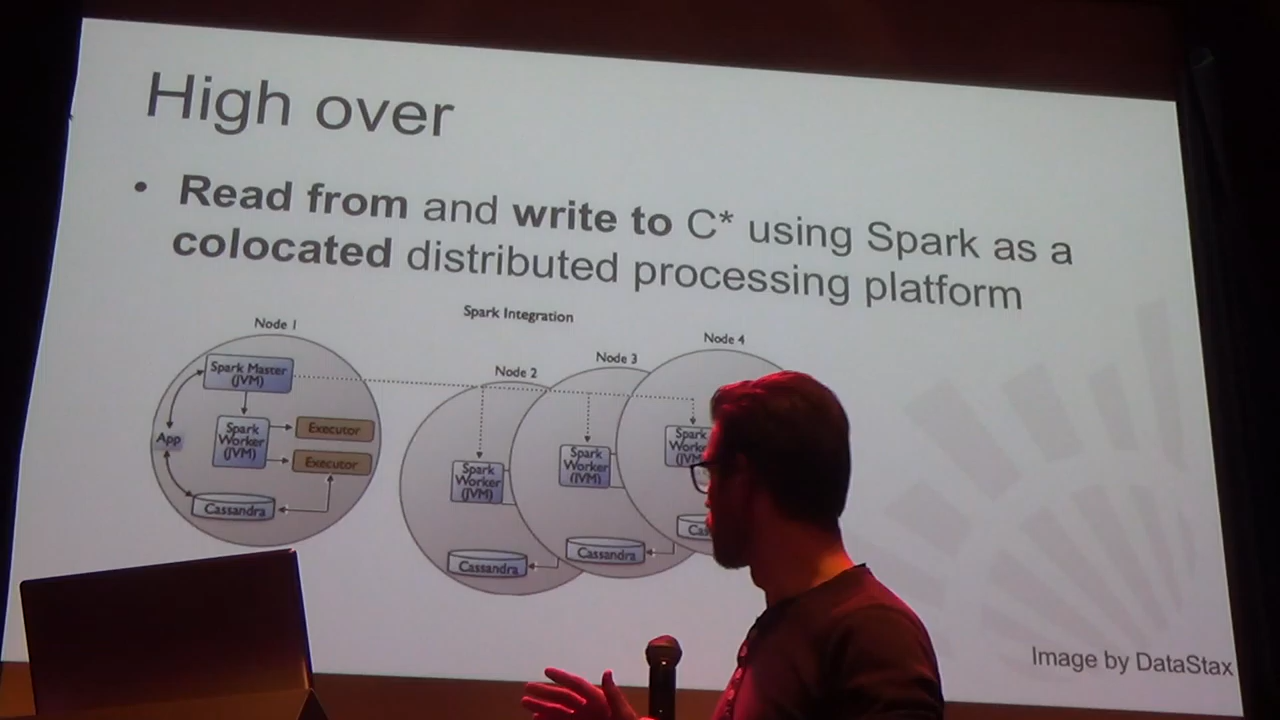 High over
• Read from and write to C* using Spark as a
colocated distributed processing platform
Spark Integration
Node 1
Node 2
Node 3
Node 4
Spark Master
(JVM)
App
Spark
Worker
(JVM)
Executor
Executor
Cassandra
Spark
Worker
(JVM)
Cassandra
Spark
Worker
(JVM)
Cassandra
Spark
Image by DataStax